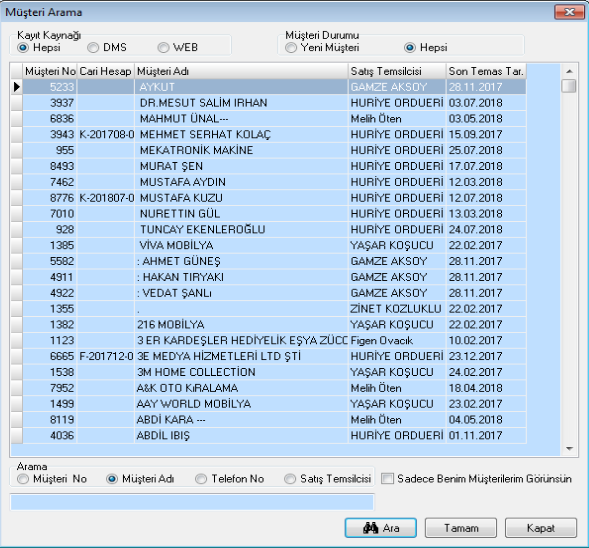 Müşteri Arama
Kayıt Kaynağı Müşteri Durumu
Hepsi DMS WEB Yeni Müşteri Hepsi
Müşteri No Cari Hesap Müşteri Adı Satış Temsilcisi Son Temas Tar.
5233 AYKUT GAMZE AKSOY 28.11.2017
3937 DR.MESUT SALİM IRHAN HURİYE ORDUERİ 03.07.2018
6836 MAHMUT ÜNAL--- Melih Öten 03.05.2018
3943 K-201708-0 MEHMET SERHAT KOLAÇ HURİYE ORDUERİ 15.09.2017
955 MEKATRONİK MAKİNE HURİYE ORDUERİ 25.07.2018
8493 MURAT ŞEN HURİYE ORDUERİ 17.07.2018
7462 MUSTAFA AYDIN HURİYE ORDUERİ 12.03.2018
8776 K-201807-0 MUSTAFA KUZU HURİYE ORDUERİ 12.07.2018
7010 NURETTIN GÜL HURİYE ORDUERİ 13.03.2018
928 TUNCAY EKENLEROĞLU HURİYE ORDUERİ 24.07.2018
1385 VİVA MOBİLYA YAŞAR KOŞUCU 22.02.2017
5582 : AHMET GÜNEŞ GAMZE AKSOY 28.11.2017
4911 : HAKAN TIRYAKI GAMZE AKSOY 28.11.2017
4922 : VEDAT ŞANLı GAMZE AKSOY 28.11.2017
1355 . ZİNET KOZLUKLU 22.02.2017
1382 216 MOBİLYA YAŞAR KOŞUCU 22.02.2017
1123 3 ER KARDEŞLER HEDİYELİK EŞYA ZÜCC Figen Ovacık 10.02.2017
6665 F-201712-0 3E MEDYA HİZMETLERİ LTD ŞTİ HURİYE ORDUERİ 23.12.2017
1538 3M HOME COLLECTİON YAŞAR KOŞUCU 24.02.2017
7952 A&K OTO KıRALAMA Melih Öten 18.04.2018
1499 AAY WORLD MOBİLYA YAŞAR KOŞUCU 23.02.2017
8119 ABDİ KARA --- Melih Öten 04.05.2018
4036 ABDİL IBIŞ HURİYE ORDUERİ 01.11.2017
Arama
Müşteri No Müşteri Adı Telefon No Satış Temsilcisi Sadece Benim Müşterilerim Görünsün
Ara Tamam Kapat